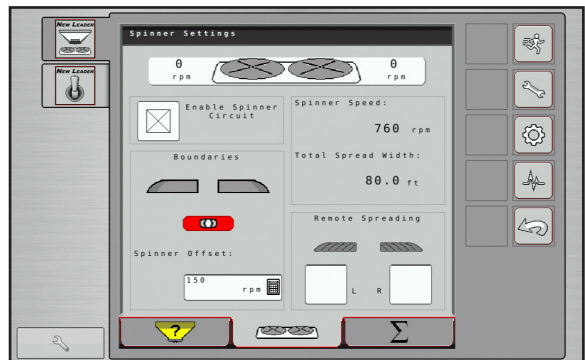 New Leader
Spinner Settings
0
rpm
0
rpm
New Leader
Enable Spinner
Circuit
Spinner Speed:
760 rpm
Total Spread Width:
80.0 ft
Boundaries
Remote Spreading
Spinner Offset:
150
rpm
L R
?
Σ